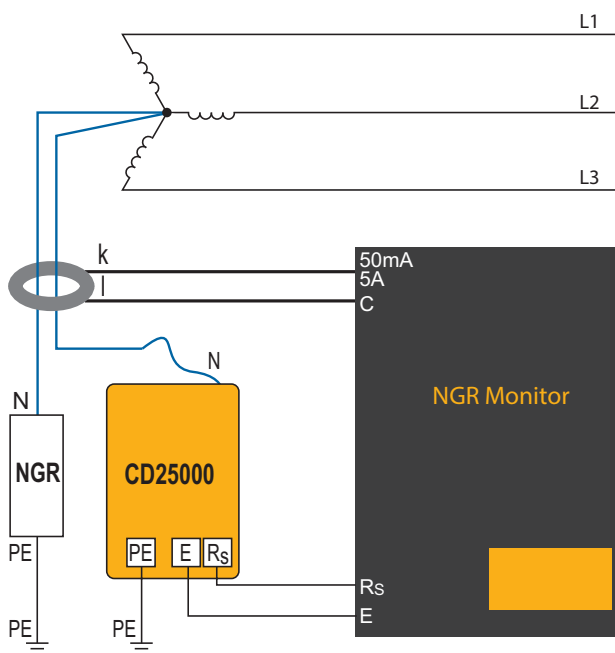 L1
L2
L3
k
l
50mA
5A
C
N
N
NGR Monitor
NGR
CD25000
PE
PE
E
RS
PE
PE
RS
E